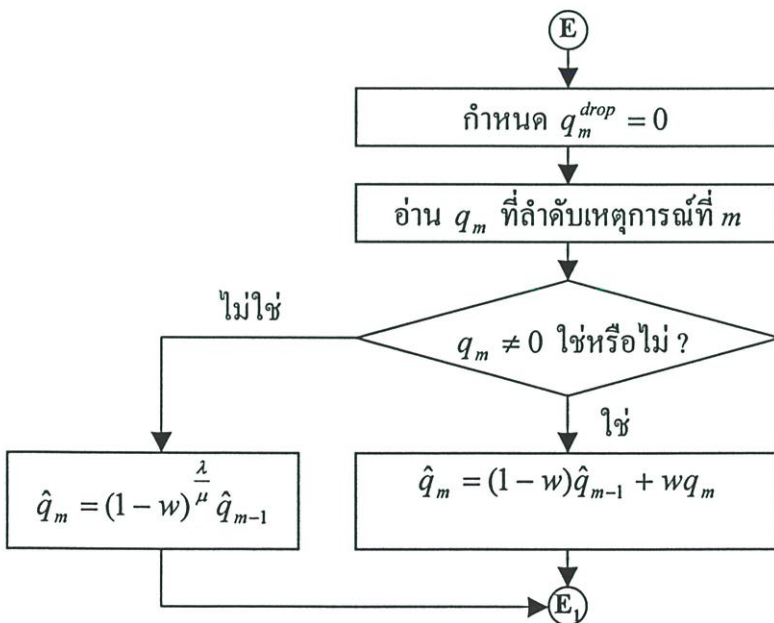 E
กำหนด q_m^{drop} = 0
อ่าน q_m ที่ลำดับเหตุการณ์ที่ m
q_m ≠ 0 ใช่หรือไม่ ?
ไม่ใช่
ใช่
q̂_m = (1 − w)^{λ/μ} q̂_{m−1}
q̂_m = (1 − w)q̂_{m−1} + wq_m
E_1